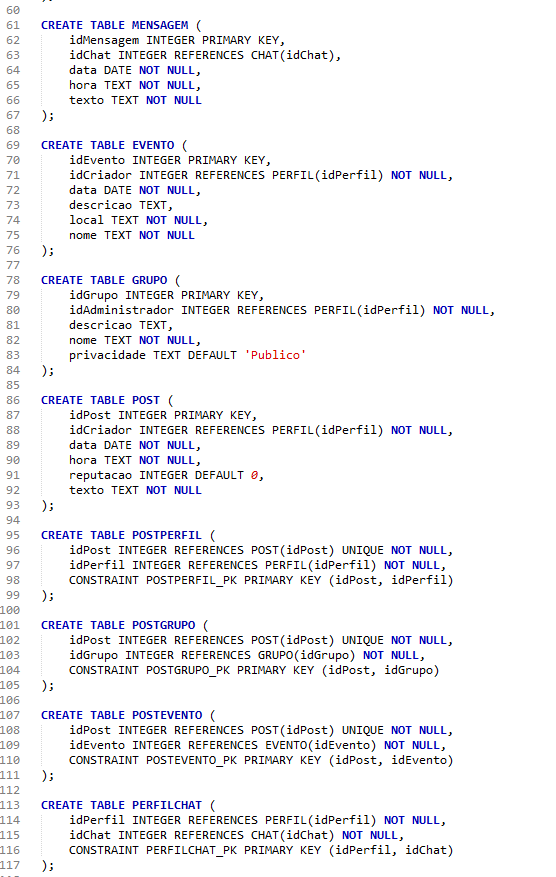 60
61 CREATE TABLE MENSAGEM (
62     idMensagem INTEGER PRIMARY KEY,
63     idChat INTEGER REFERENCES CHAT(idChat),
64     data DATE NOT NULL,
65     hora TEXT NOT NULL,
66     texto TEXT NOT NULL
67 );
68
69 CREATE TABLE EVENTO (
70     idEvento INTEGER PRIMARY KEY,
71     idCriador INTEGER REFERENCES PERFIL(idPerfil) NOT NULL,
72     data DATE NOT NULL,
73     descricao TEXT,
74     local TEXT NOT NULL,
75     nome TEXT NOT NULL
76 );
77
78 CREATE TABLE GRUPO (
79     idGrupo INTEGER PRIMARY KEY,
80     idAdministrador INTEGER REFERENCES PERFIL(idPerfil) NOT NULL,
81     descricao TEXT,
82     nome TEXT NOT NULL,
83     privacidade TEXT DEFAULT 'Publico'
84 );
85
86 CREATE TABLE POST (
87     idPost INTEGER PRIMARY KEY,
88     idCriador INTEGER REFERENCES PERFIL(idPerfil) NOT NULL,
89     data DATE NOT NULL,
90     hora TEXT NOT NULL,
91     reputacao INTEGER DEFAULT 0,
92     texto TEXT NOT NULL
93 );
94
95 CREATE TABLE POSTPERFIL (
96     idPost INTEGER REFERENCES POST(idPost) UNIQUE NOT NULL,
97     idPerfil INTEGER REFERENCES PERFIL(idPerfil) NOT NULL,
98     CONSTRAINT POSTPERFIL_PK PRIMARY KEY (idPost, idPerfil)
99 );
100
101 CREATE TABLE POSTGRUPO (
102     idPost INTEGER REFERENCES POST(idPost) UNIQUE NOT NULL,
103     idGrupo INTEGER REFERENCES GRUPO(idGrupo) NOT NULL,
104     CONSTRAINT POSTGRUPO_PK PRIMARY KEY (idPost, idGrupo)
105 );
106
107 CREATE TABLE POSTEVENTO (
108     idPost INTEGER REFERENCES POST(idPost) UNIQUE NOT NULL,
109     idEvento INTEGER REFERENCES EVENTO(idEvento) NOT NULL,
110     CONSTRAINT POSTEVENTO_PK PRIMARY KEY (idPost, idEvento)
111 );
112
113 CREATE TABLE PERFILCHAT (
114     idPerfil INTEGER REFERENCES PERFIL(idPerfil) NOT NULL,
115     idChat INTEGER REFERENCES CHAT(idChat) NOT NULL,
116     CONSTRAINT PERFILCHAT_PK PRIMARY KEY (idPerfil, idChat)
117 );